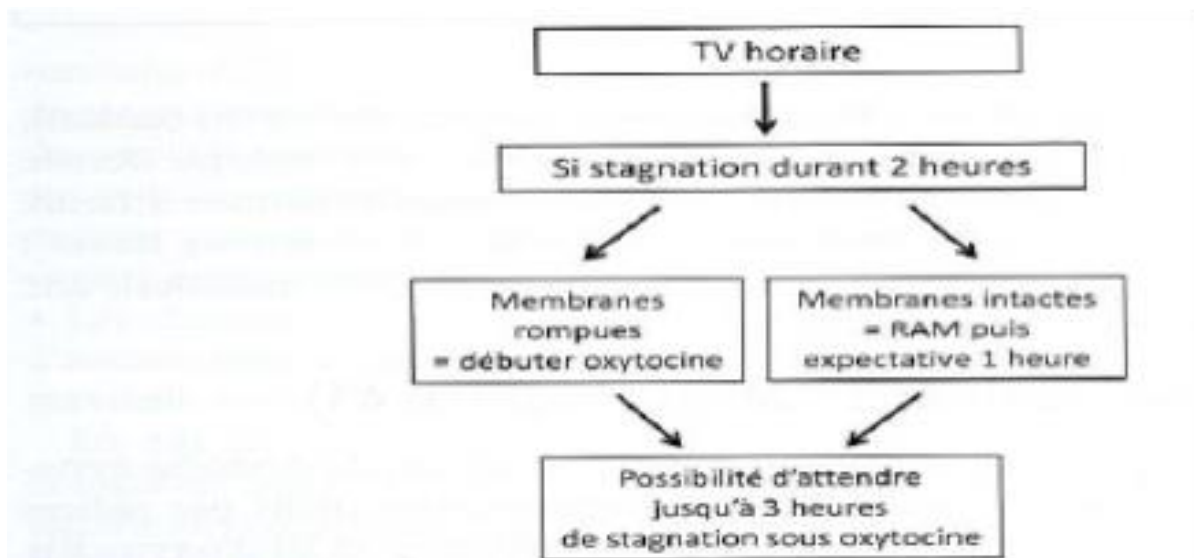 TV horaire
Si stagnation durant 2 heures
Membranes
rompues
= débuter oxytocine
Membranes intactes
= RAM puis
expectative 1 heure
Possibilité d'attendre
jusqu'à 3 heures
de stagnation sous oxytocine